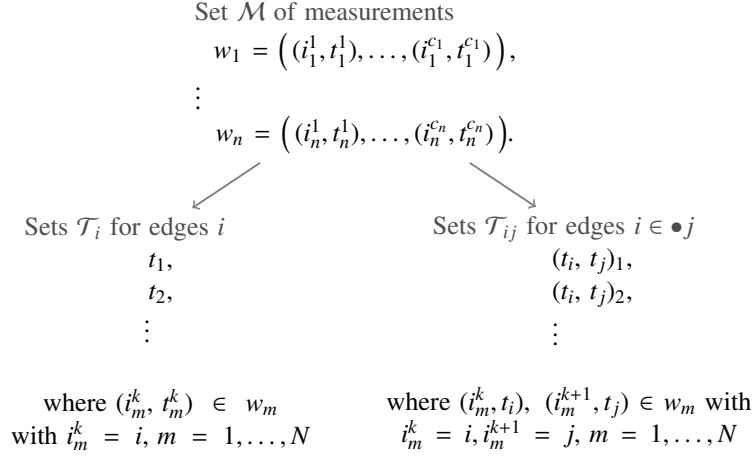 Set ℳ of measurements
w₁ = ((i₁¹, t₁¹), …, (i₁^{c₁}, t₁^{c₁})),
⋮
wₙ = ((iₙ¹, tₙ¹), …, (iₙ^{cₙ}, tₙ^{cₙ})).
Sets 𝒯ᵢ for edges i
t₁,
t₂,
⋮
where (iₘᵏ, tₘᵏ) ∈ wₘ
with iₘᵏ = i, m = 1, …, N
Sets 𝒯ᵢⱼ for edges i ∈ •j
(tᵢ, tⱼ)₁,
(tᵢ, tⱼ)₂,
⋮
where (iₘᵏ, tᵢ), (iₘᵏ⁺¹, tⱼ) ∈ wₘ with
iₘᵏ = i, iₘᵏ⁺¹ = j, m = 1, …, N